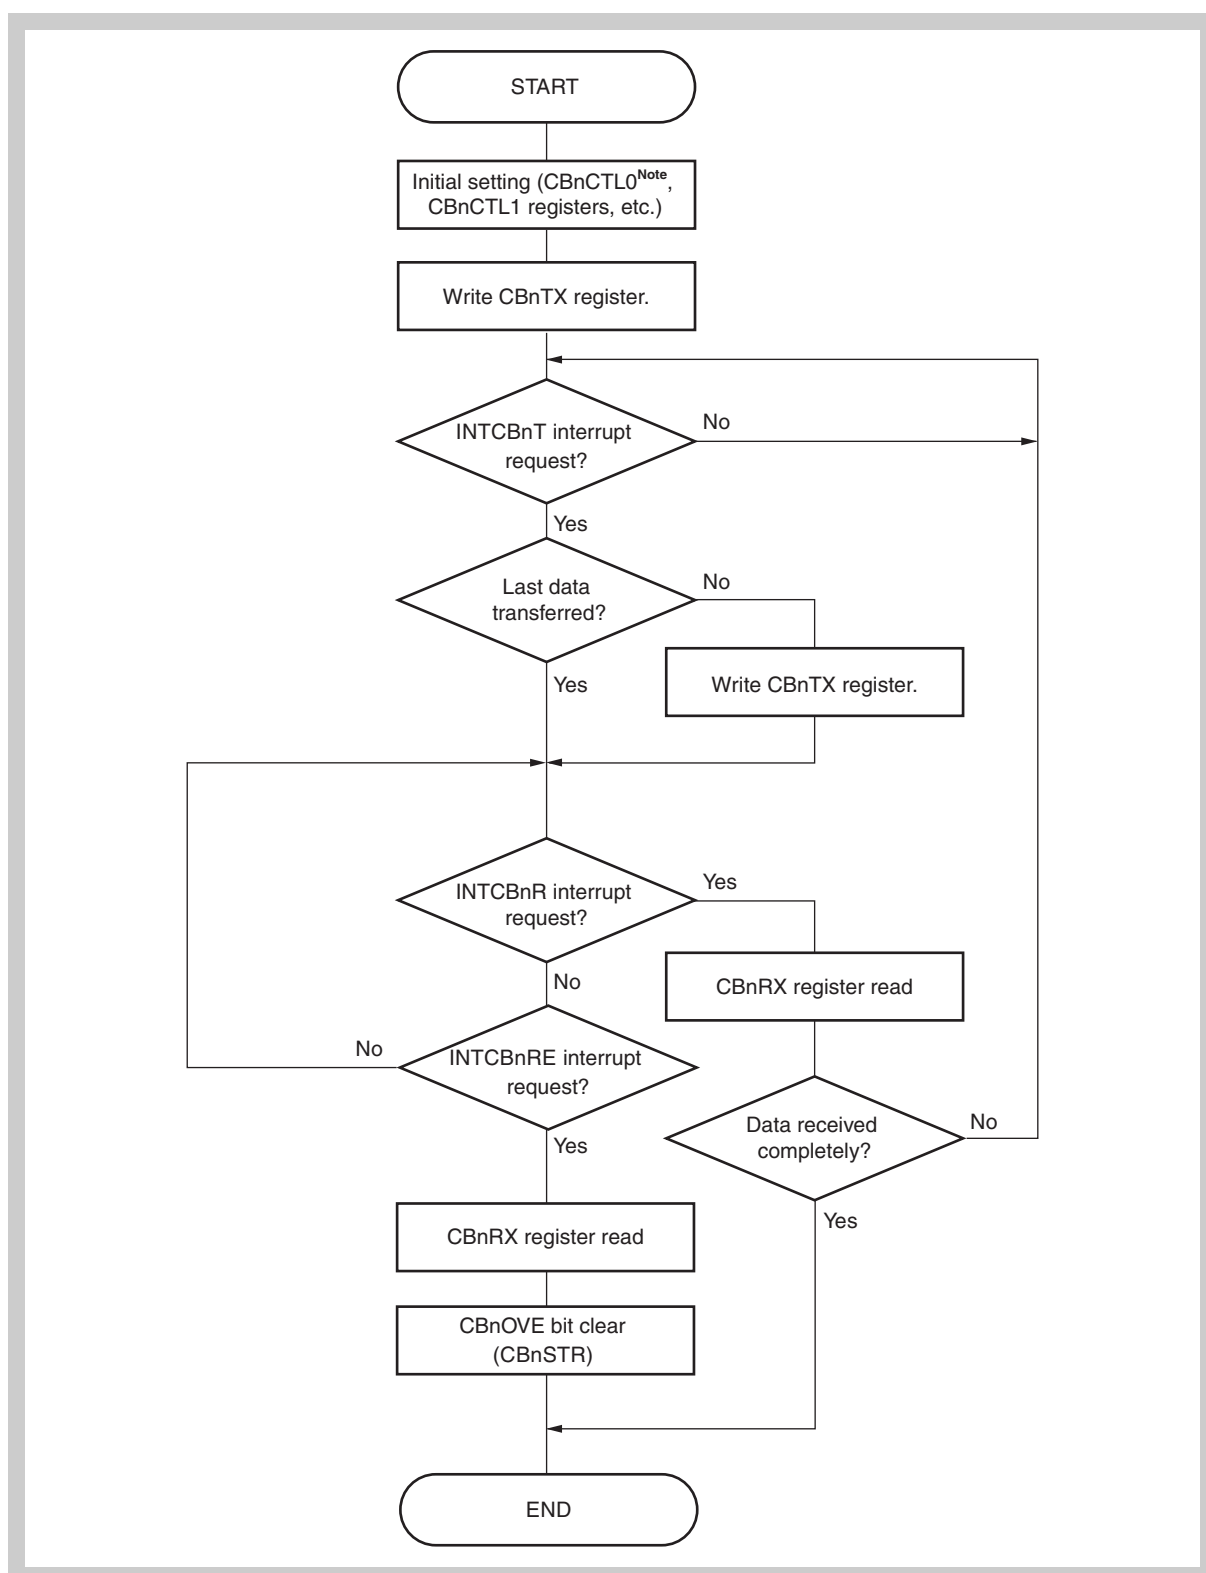 START
Initial setting (CBnCTL0Note,
CBnCTL1 registers, etc.)
Write CBnTX register.
INTCBnT interrupt
request?
No
Yes
Last data
transferred?
No
Yes
Write CBnTX register.
INTCBnR interrupt
request?
Yes
No
CBnRX register read
INTCBnRE interrupt
request?
No
Yes
Data received
completely?
No
Yes
CBnRX register read
CBnOVE bit clear
(CBnSTR)
END